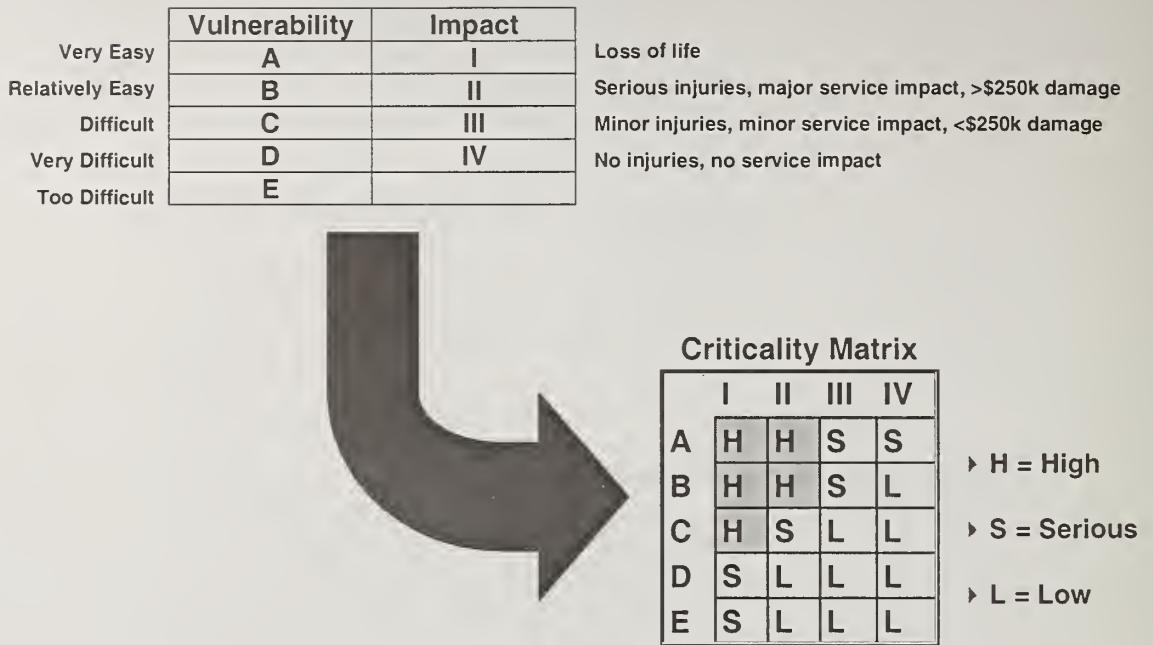 Vulnerability Impact
Very Easy A I Loss of life
Relatively Easy B II Serious injuries, major service impact, >$250k damage
Difficult C III Minor injuries, minor service impact, <$250k damage
Very Difficult D IV No injuries, no service impact
Too Difficult E
Criticality Matrix
I II III IV
A H H S S
B H H S L
C H S L L
D S L L L
E S L L L
H = High
S = Serious
L = Low